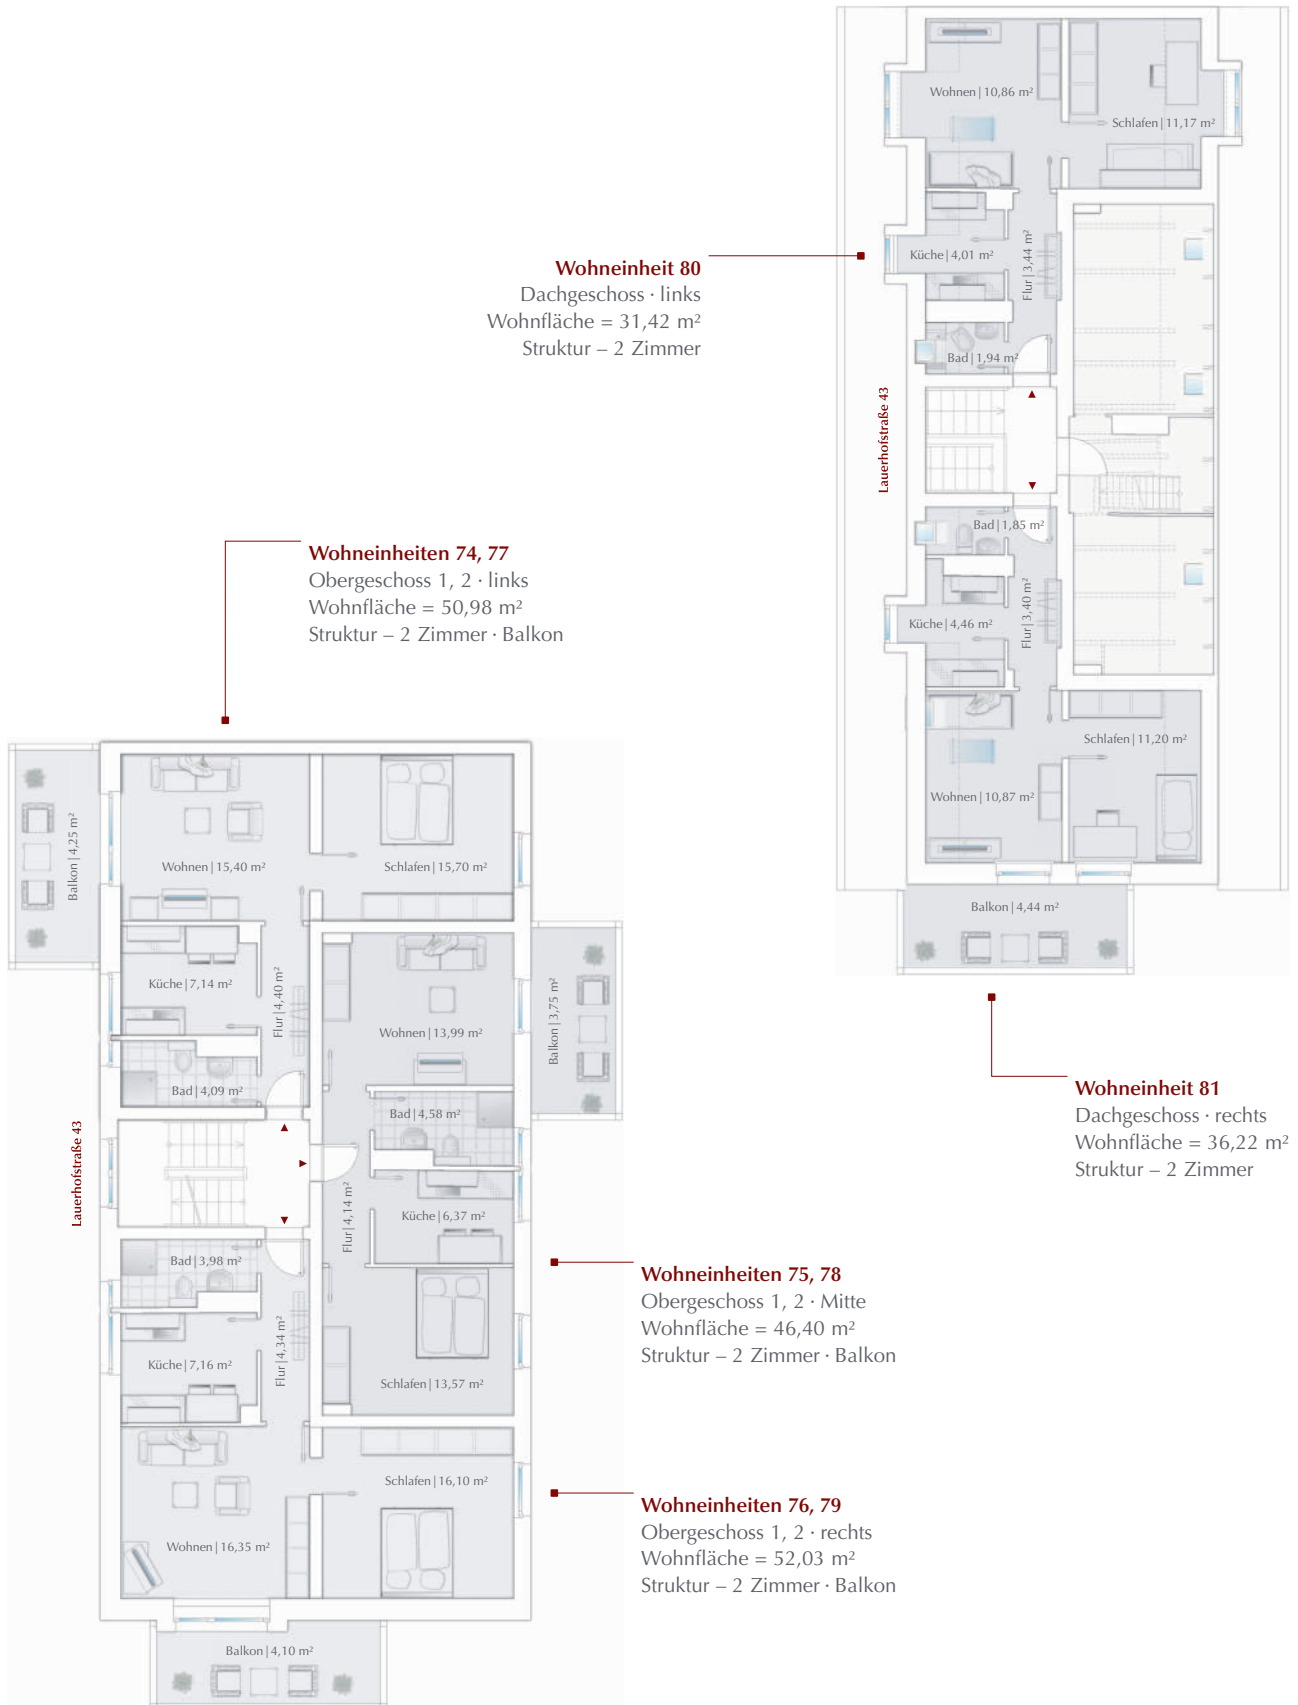 Wohnen | 10,86 m²
Schlafen | 11,17 m²
Küche | 4,01 m²
Flur | 3,44 m²
Bad | 1,94 m²
Wohneinheit 80
Dachgeschoss · links
Wohnfläche = 31,42 m²
Struktur – 2 Zimmer
Lauerhofstraße 43
Bad | 1,85 m²
Küche | 4,46 m²
Flur | 3,40 m²
Schlafen | 11,20 m²
Wohnen | 10,87 m²
Balkon | 4,44 m²
Wohneinheit 81
Dachgeschoss · rechts
Wohnfläche = 36,22 m²
Struktur – 2 Zimmer
Wohneinheiten 74, 77
Obergeschoss 1, 2 · links
Wohnfläche = 50,98 m²
Struktur – 2 Zimmer · Balkon
Balkon | 4,25 m²
Wohnen | 15,40 m²
Schlafen | 15,70 m²
Küche | 7,14 m²
Flur | 4,40 m²
Bad | 4,09 m²
Wohnen | 13,99 m²
Balkon | 3,75 m²
Bad | 4,58 m²
Lauerhofstraße 43
Flur | 4,14 m²
Küche | 6,37 m²
Schlafen | 13,57 m²
Wohneinheiten 75, 78
Obergeschoss 1, 2 · Mitte
Wohnfläche = 46,40 m²
Struktur – 2 Zimmer · Balkon
Bad | 3,98 m²
Flur | 4,34 m²
Küche | 7,16 m²
Schlafen | 16,10 m²
Wohnen | 16,35 m²
Balkon | 4,10 m²
Wohneinheiten 76, 79
Obergeschoss 1, 2 · rechts
Wohnfläche = 52,03 m²
Struktur – 2 Zimmer · Balkon